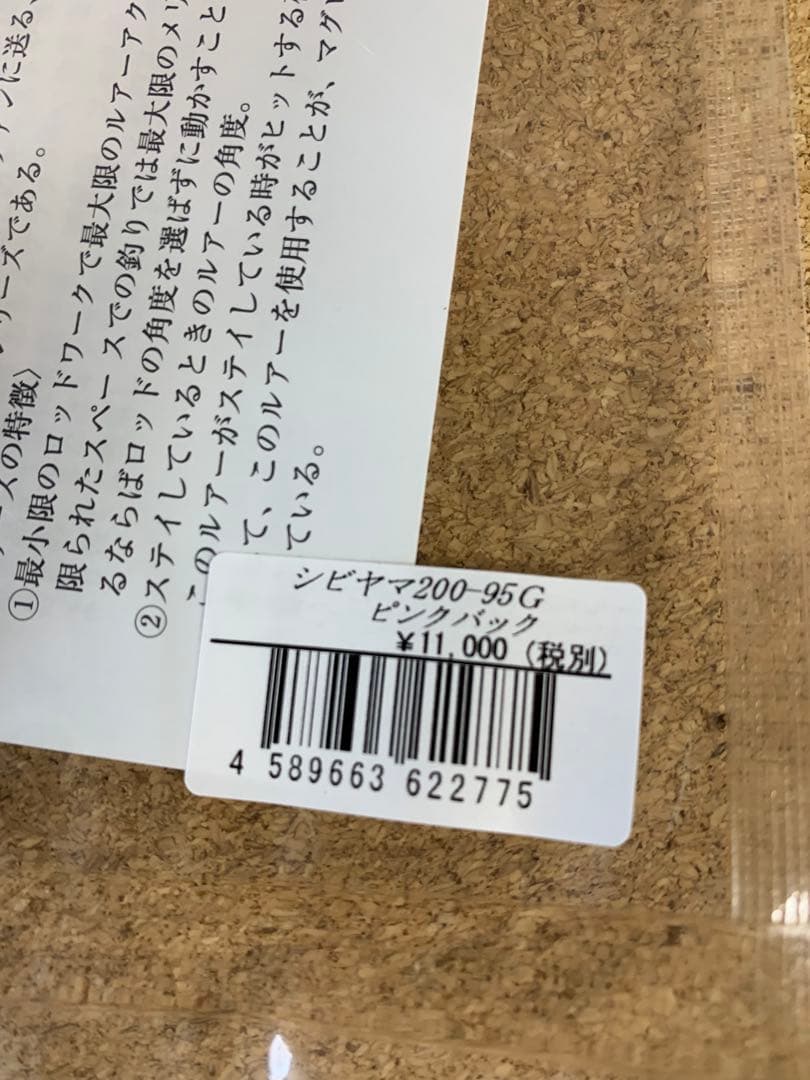 ァンに送る、
リーズである。
ズの特徴〉
①最小限のロッドワークで最大限のルアーアク
限られたスペースでの釣りでは最大限のメリ
るならばロッドの角度を選ばずに動かすこと
②ステイしているときのルアーの角度。
このルアーがステイしている時がヒットする
て、このルアーを使用することが、マグ
ている。
シビヤマ200-95G
ピンクバック
¥11,000（税別）
4 589663 622775